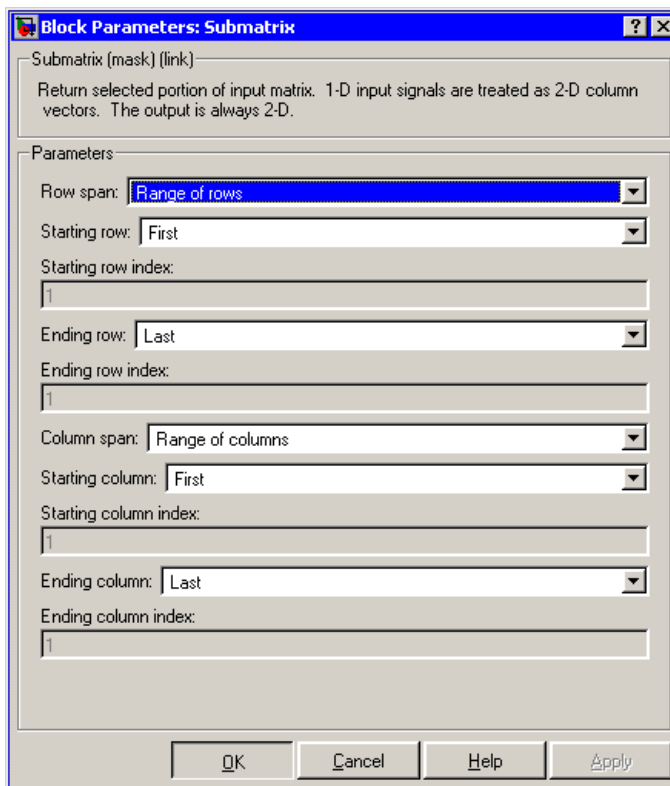 Block Parameters: Submatrix
Submatrix (mask) (link)
Return selected portion of input matrix. 1-D input signals are treated as 2-D column
vectors. The output is always 2-D.
Parameters
Row span: Range of rows
Starting row: First
Starting row index:
1
Ending row: Last
Ending row index:
1
Column span: Range of columns
Starting column: First
Starting column index:
1
Ending column: Last
Ending column index:
1
OK Cancel Help Apply